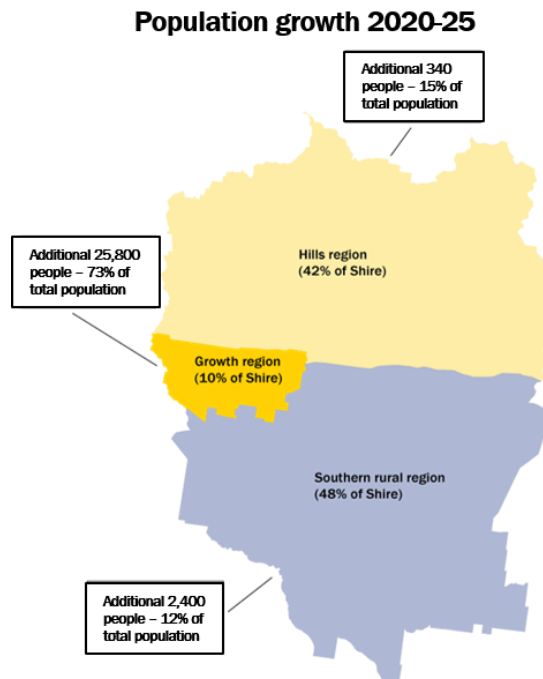 Population growth 2020-25
Additional 340
people – 15% of
total population
Additional 25,800
people – 73% of
total population
Hills region
(42% of Shire)
Growth region
(10% of Shire)
Southern rural region
(48% of Shire)
Additional 2,400
people – 12% of
total population